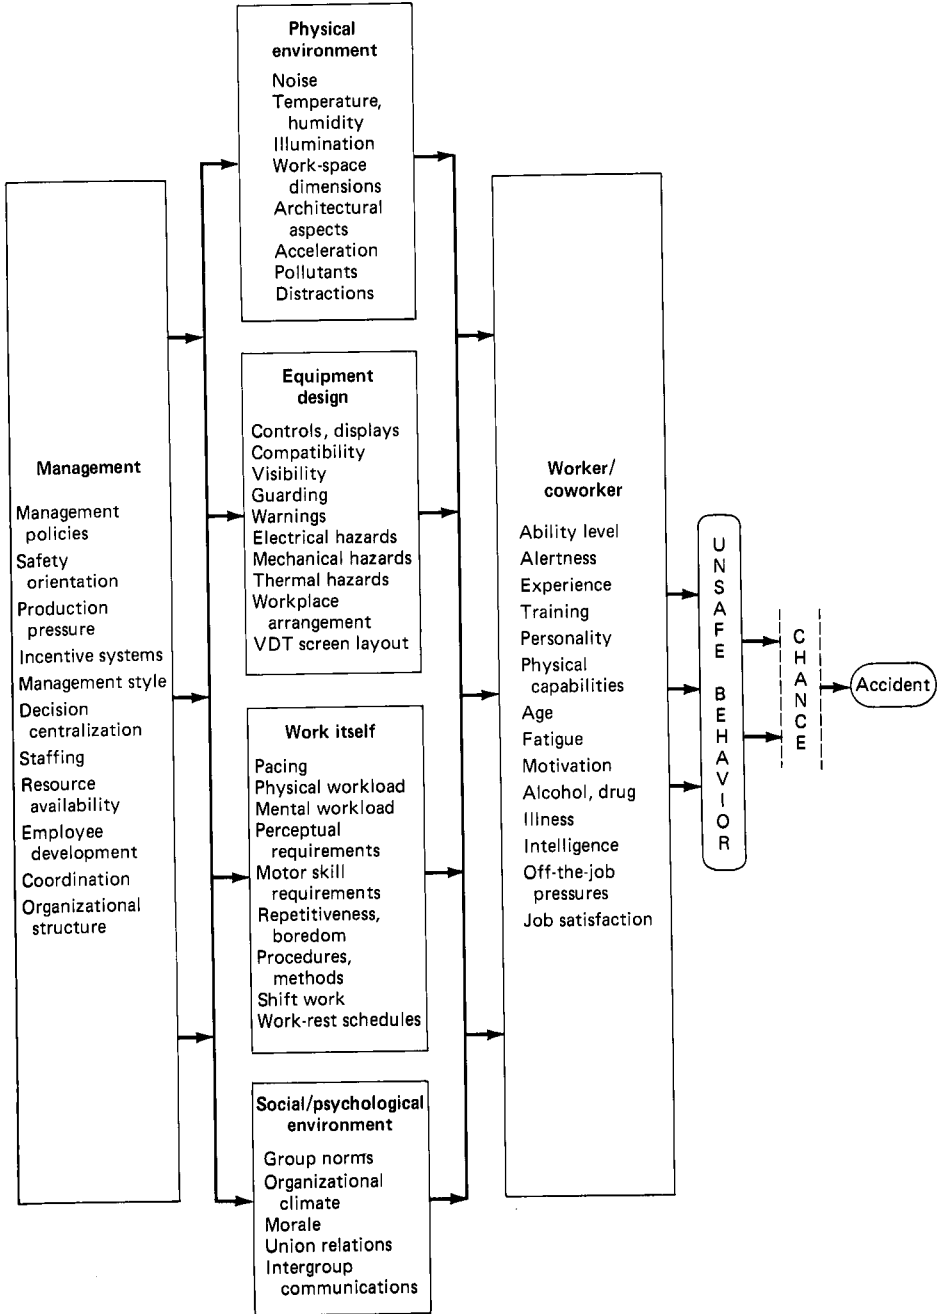 Management
Management
policies
Safety
orientation
Production
pressure
Incentive systems
Management style
Decision
centralization
Staffing
Resource
availability
Employee
development
Coordination
Organizational
structure
Physical
environment
Noise
Temperature,
humidity
Illumination
Work-space
dimensions
Architectural
aspects
Acceleration
Pollutants
Distractions
Equipment
design
Controls, displays
Compatibility
Visibility
Guarding
Warnings
Electrical hazards
Mechanical hazards
Thermal hazards
Workplace
arrangement
VDT screen layout
Work itself
Pacing
Physical workload
Mental workload
Perceptual
requirements
Motor skill
requirements
Repetitiveness,
boredom
Procedures,
methods
Shift work
Work-rest schedules
Social/psychological
environment
Group norms
Organizational
climate
Morale
Union relations
Intergroup
communications
Worker/
coworker
Ability level
Alertness
Experience
Training
Personality
Physical
capabilities
Age
Fatigue
Motivation
Alcohol, drug
Illness
Intelligence
Off-the-job
pressures
Job satisfaction
UNSAFE BEHAVIOR
CHANCE
Accident